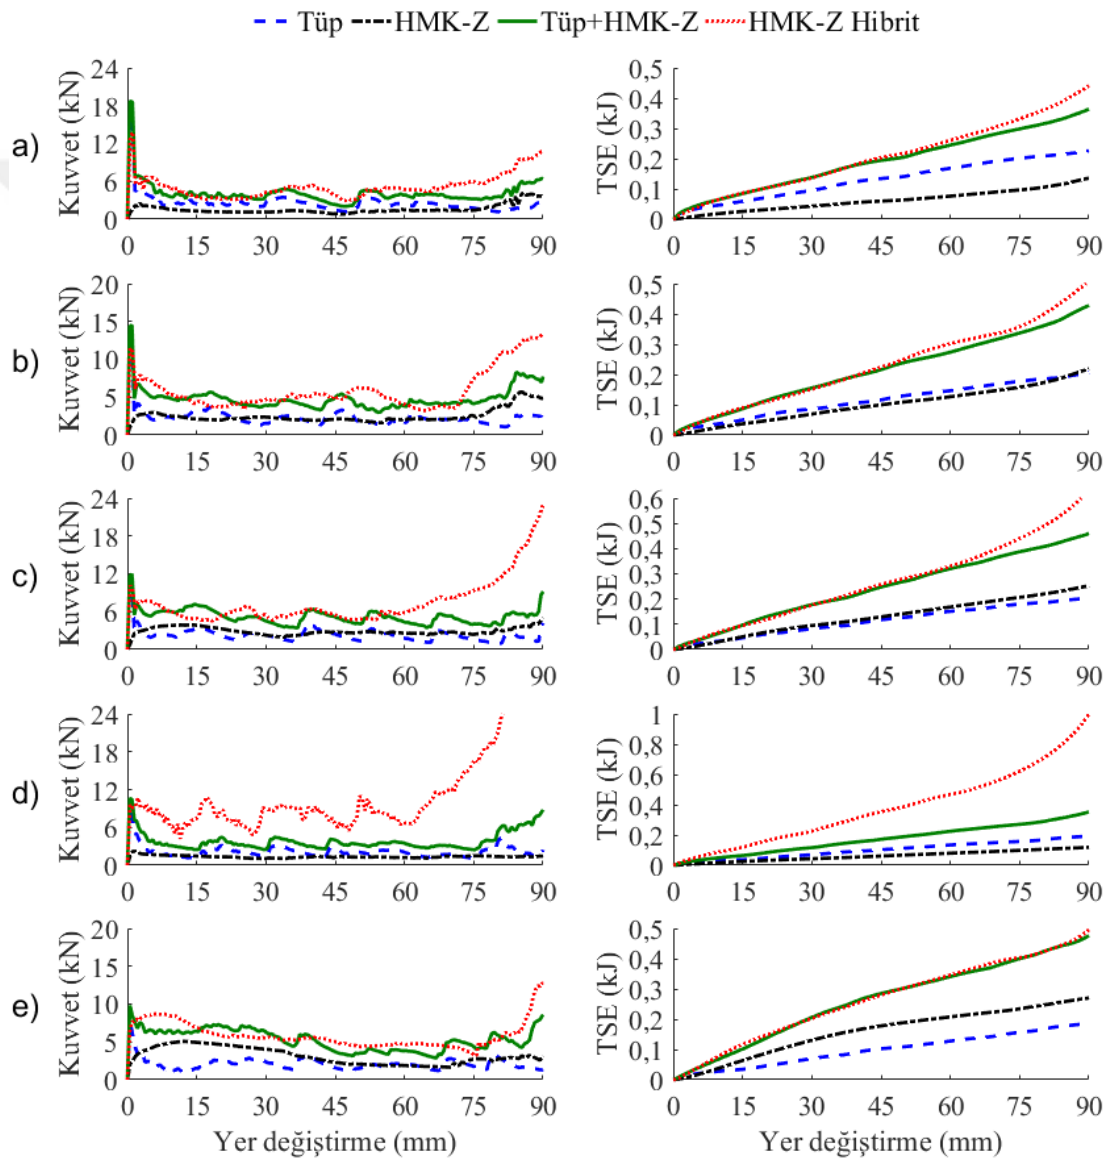 Tüp HMK-Z Tüp+HMK-Z HMK-Z Hibrit
a)
Kuvvet (kN)
24
18
12
6
0
0 15 30 45 60 75 90
TSE (kJ)
0,5
0,4
0,3
0,2
0,1
0
0 15 30 45 60 75 90
b)
Kuvvet (kN)
20
15
10
5
0
0 15 30 45 60 75 90
TSE (kJ)
0,5
0,4
0,3
0,2
0,1
0
0 15 30 45 60 75 90
c)
Kuvvet (kN)
24
18
12
6
0
0 15 30 45 60 75 90
TSE (kJ)
0,6
0,5
0,4
0,3
0,2
0,1
0
0 15 30 45 60 75 90
d)
Kuvvet (kN)
24
18
12
6
0
0 15 30 45 60 75 90
TSE (kJ)
1
0,8
0,6
0,4
0,2
0
0 15 30 45 60 75 90
e)
Kuvvet (kN)
20
15
10
5
0
0 15 30 45 60 75 90
Yer değiştirme (mm)
TSE (kJ)
0,5
0,4
0,3
0,2
0,1
0
0 15 30 45 60 75 90
Yer değiştirme (mm)